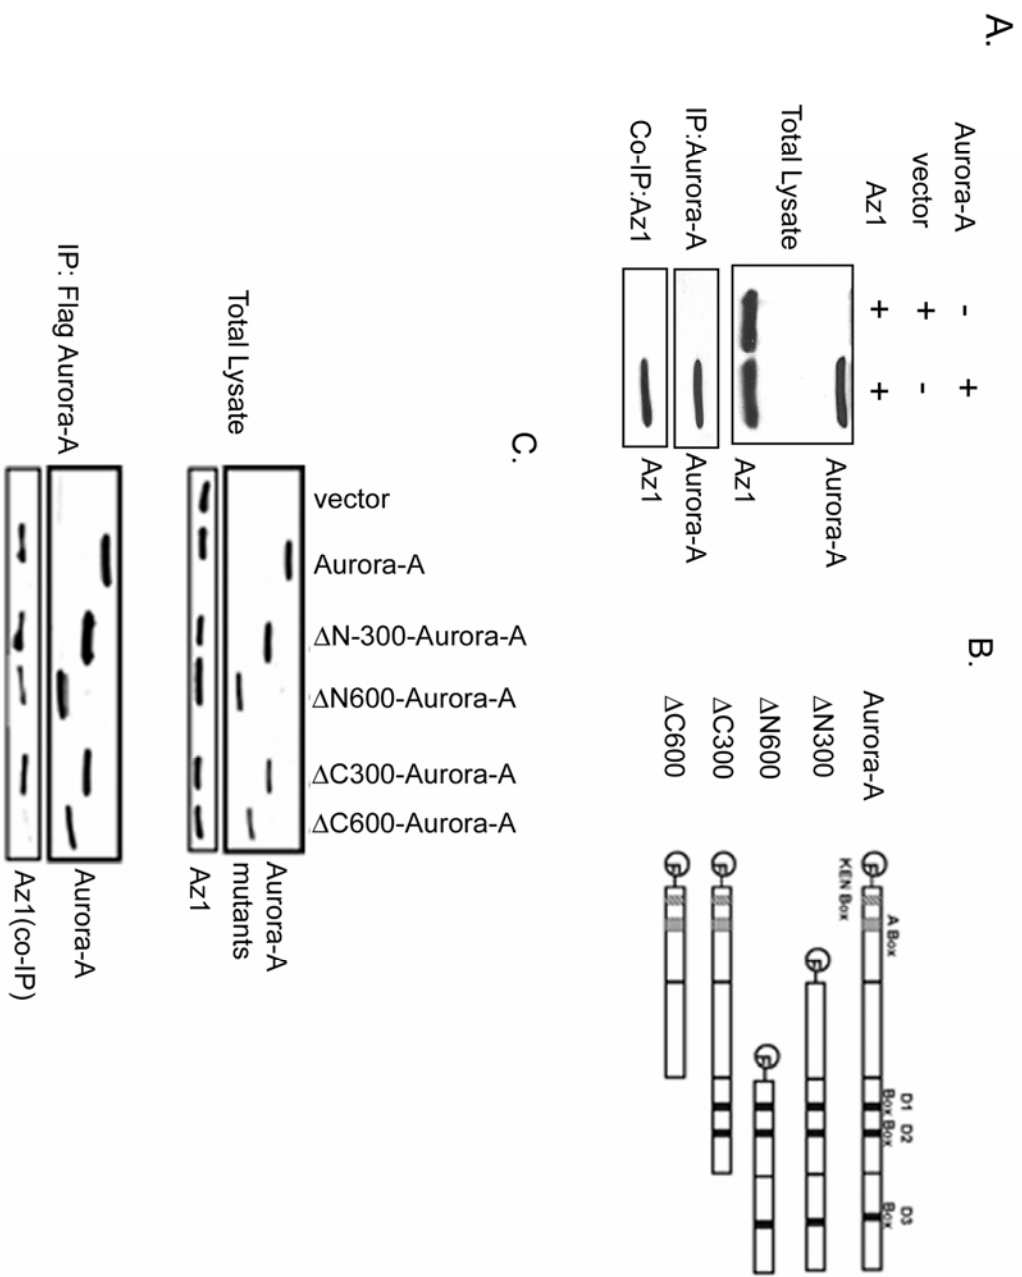 A.
Aurora-A - +
vector + -
Az1 + +
Total Lysate
Aurora-A
Az1
IP:Aurora-A
Aurora-A
Co-IP:Az1
Az1
B.
A Box
D1 Box
D2 Box
D3 Box
Aurora-A
F
KEN Box
ΔN300
F
ΔN600
F
ΔC300
F
ΔC600
F
C.
vector
Aurora-A
ΔN-300-Aurora-A
ΔN600-Aurora-A
ΔC300-Aurora-A
ΔC600-Aurora-A
Total Lysate
Aurora-A
mutants
Az1
IP: Flag Aurora-A
Aurora-A
Az1(co-IP)